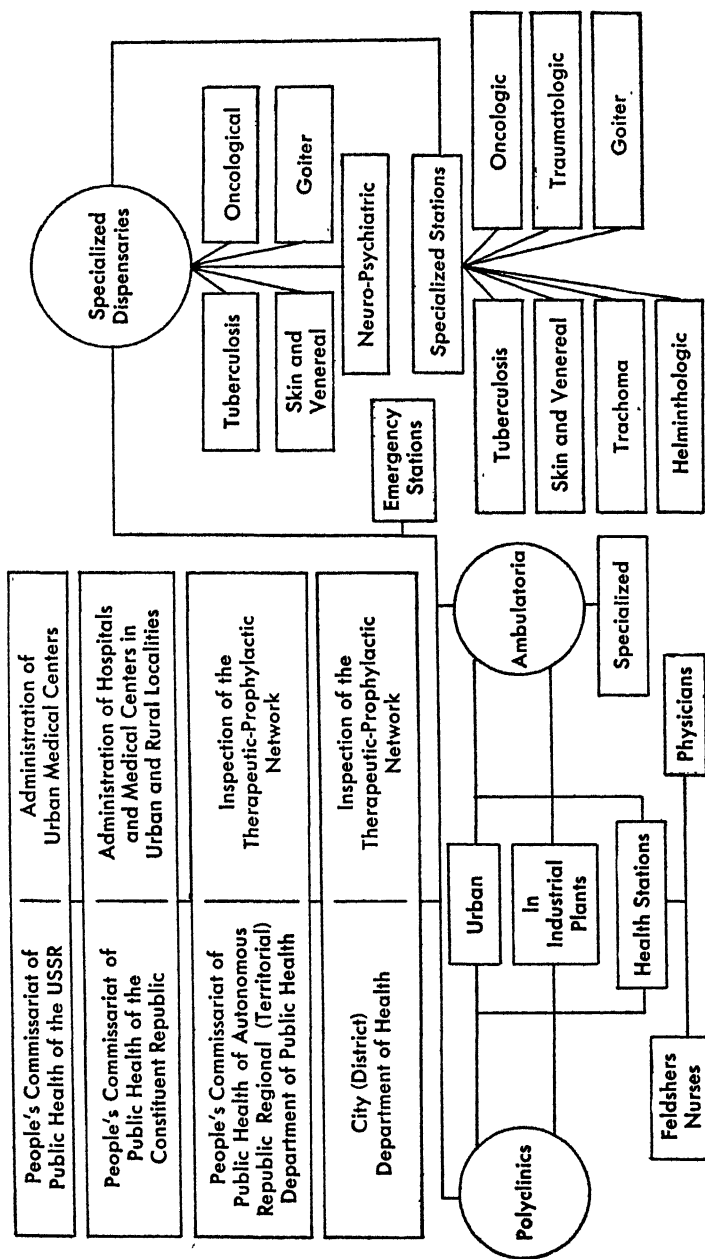 People's Commissariat of
Public Health of the USSR
Administration of
Urban Medical Centers
People's Commissariat of
Public Health of the
Constituent Republic
Administration of Hospitals
and Medical Centers in
Urban and Rural Localities
People's Commissariat of
Public Health of Autonomous
Republic Regional (Territorial)
Department of Public Health
Inspection of the
Therapeutic-Prophylactic
Network
City (District)
Department of Health
Inspection of the
Therapeutic-Prophylactic
Network
Specialized
Dispensaries
Tuberculosis
Oncological
Skin and
Venereal
Goiter
Neuro-Psychiatric
Emergency
Stations
Specialized Stations
Tuberculosis
Oncologic
Skin and Venereal
Traumatologic
Trachoma
Goiter
Helminthologic
Polyclinics
Urban
In
Industrial
Plants
Health Stations
Ambulatoria
Specialized
Feldshers
Nurses
Physicians